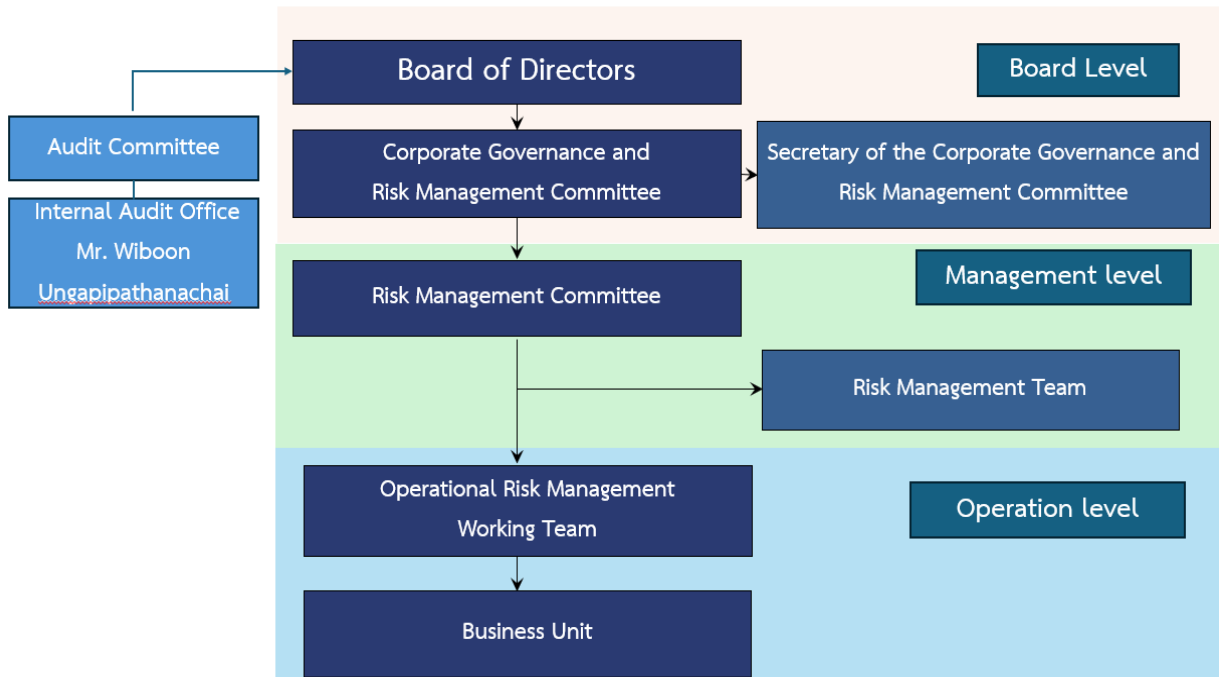 Board of Directors
Board Level
Audit Committee
Corporate Governance and
Risk Management Committee
Secretary of the Corporate Governance and
Risk Management Committee
Internal Audit Office
Mr. Wiboon
Ungapipathanachai
Management level
Risk Management Committee
Risk Management Team
Operational Risk Management
Working Team
Operation level
Business Unit